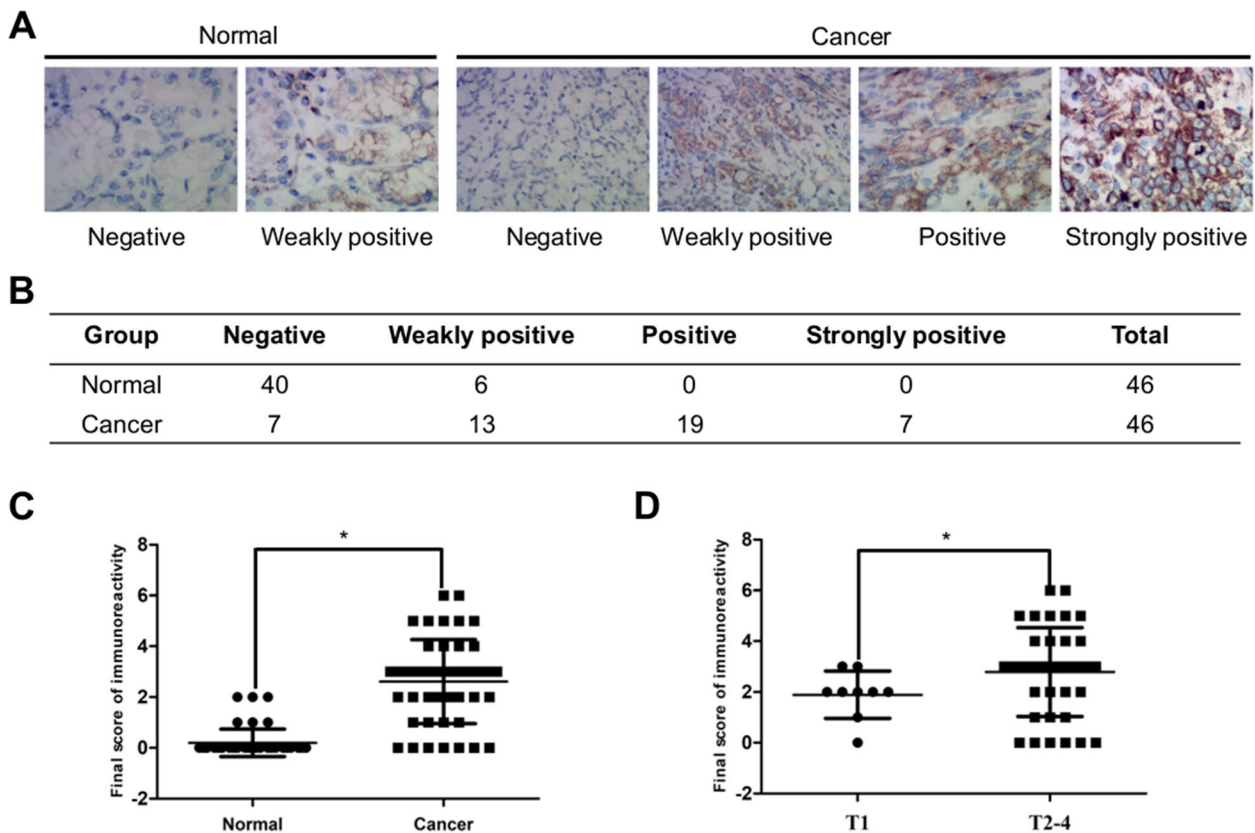 A
Normal
Cancer
Negative
Weakly positive
Negative
Weakly positive
Positive
Strongly positive
B
Group Negative Weakly positive Positive Strongly positive Total
Normal 40 6 0 0 46
Cancer 7 13 19 7 46
C
Final score of immunoreactivity
8
6
4
2
0
-2
*
Normal
Cancer
D
Final score of immunoreactivity
8
6
4
2
0
-2
*
T1
T2-4